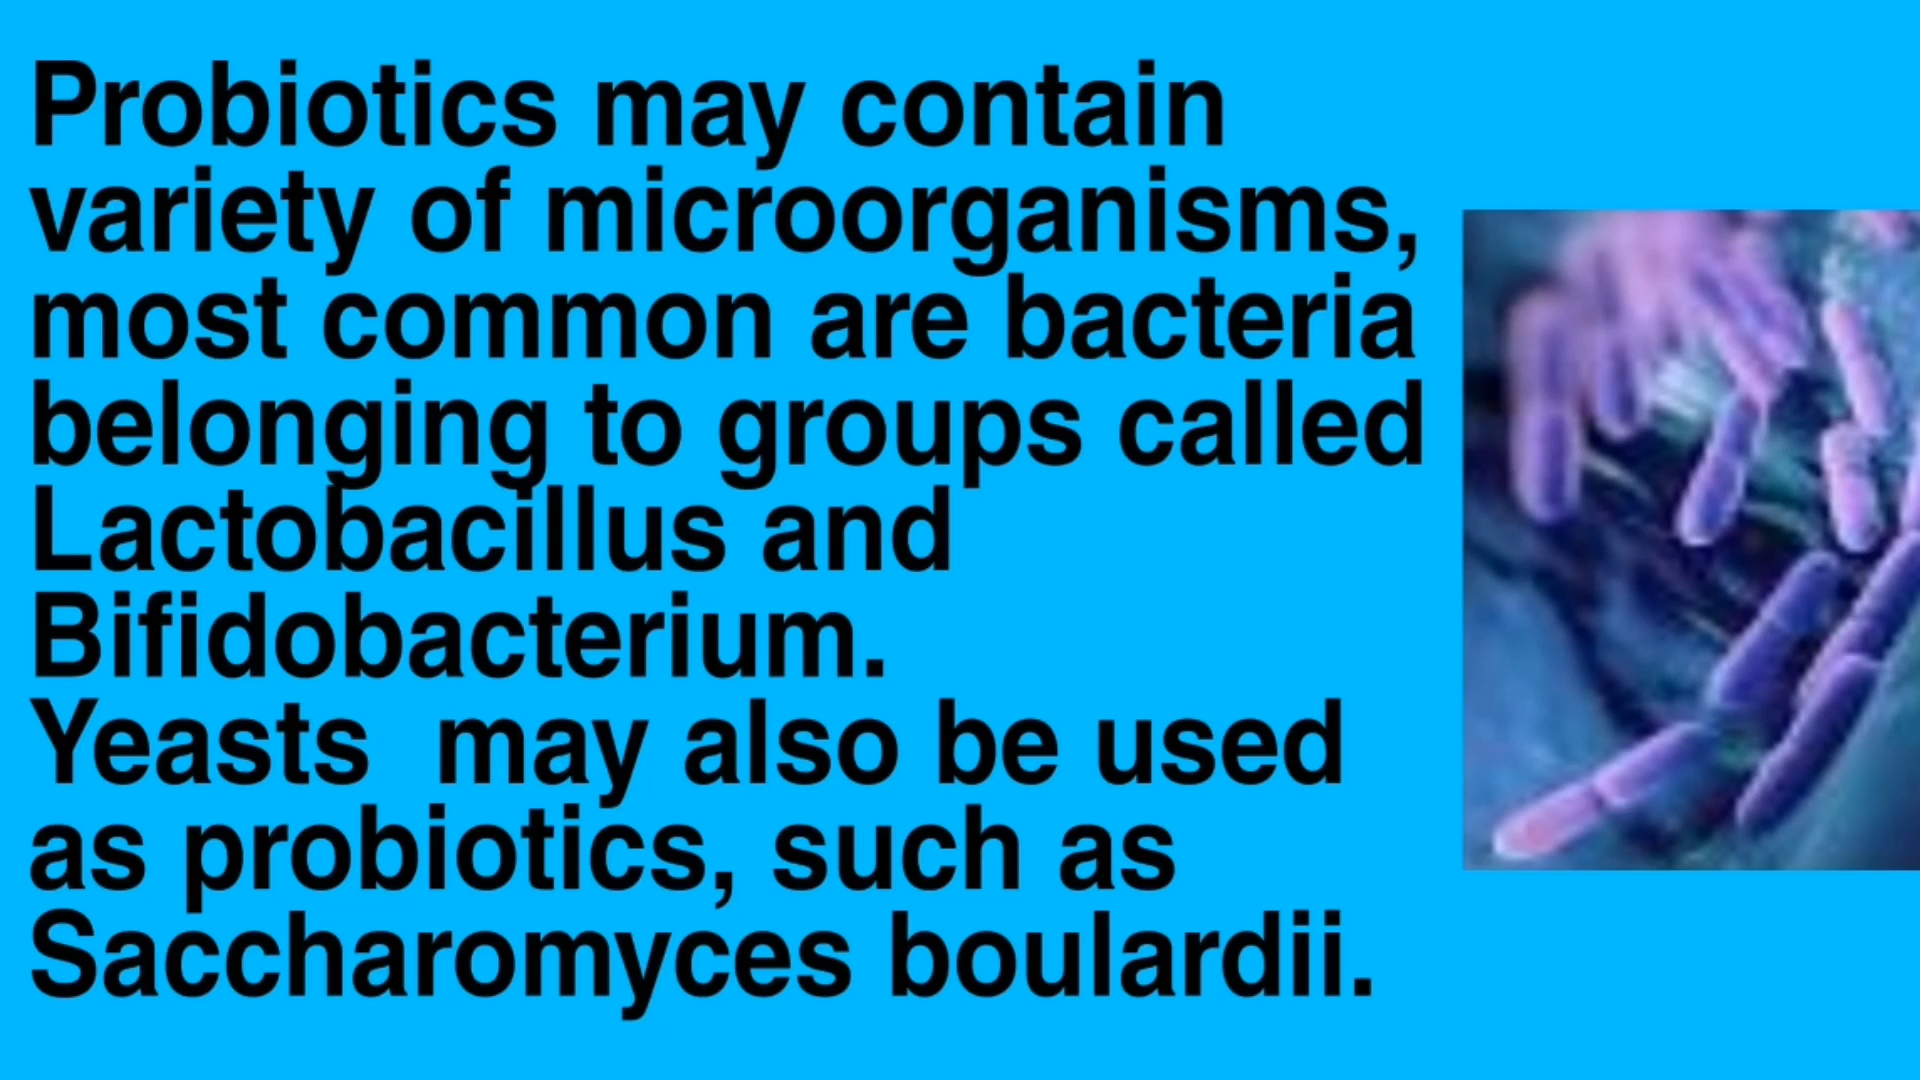 Probiotics may contain
variety of microorganisms,
most common are bacteria
belonging to groups called
Lactobacillus and
Bifidobacterium.
Yeasts  may also be used
as probiotics, such as
Saccharomyces boulardii.